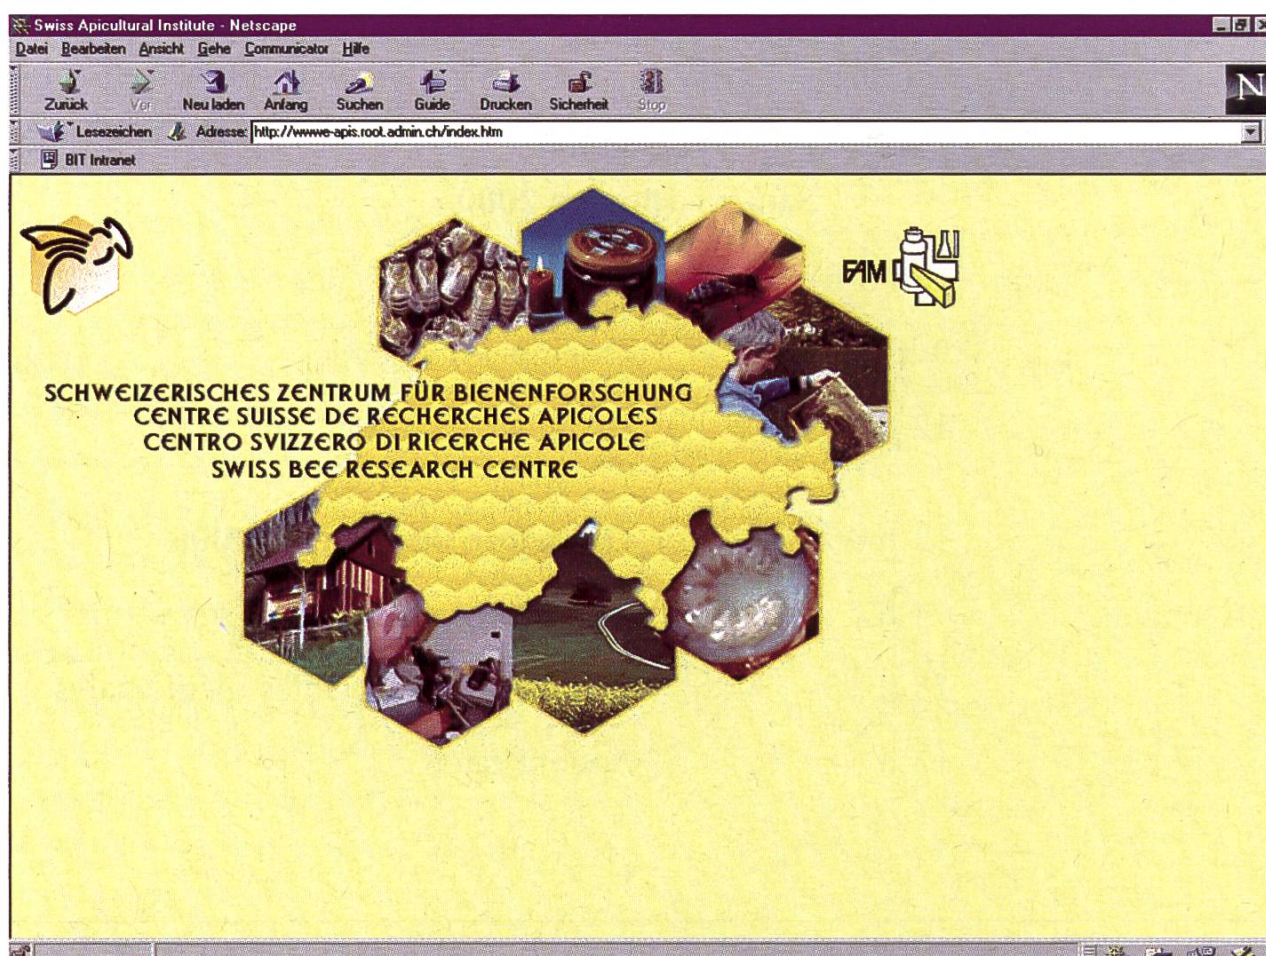 Swiss Apicultural Institute - Netscape
Datei Bearbeiten Ansicht Gehe Communicator Hilfe
Zurück Vor Neu laden Anfang Suchen Guide Drucken Sicherheit Stop
N
Lesezeichen Adresse: http://wwwe-apis.root.admin.ch/index.htm
BIT Intranet
FAM
SCHWEIZERISCHES ZENTRUM FÜR BIENENFORSCHUNG
CENTRE SUISSE DE RECHERCHES APICOLES
CENTRO SVIZZERO DI RICERCHE APICOLE
SWISS BEE RESEARCH CENTRE